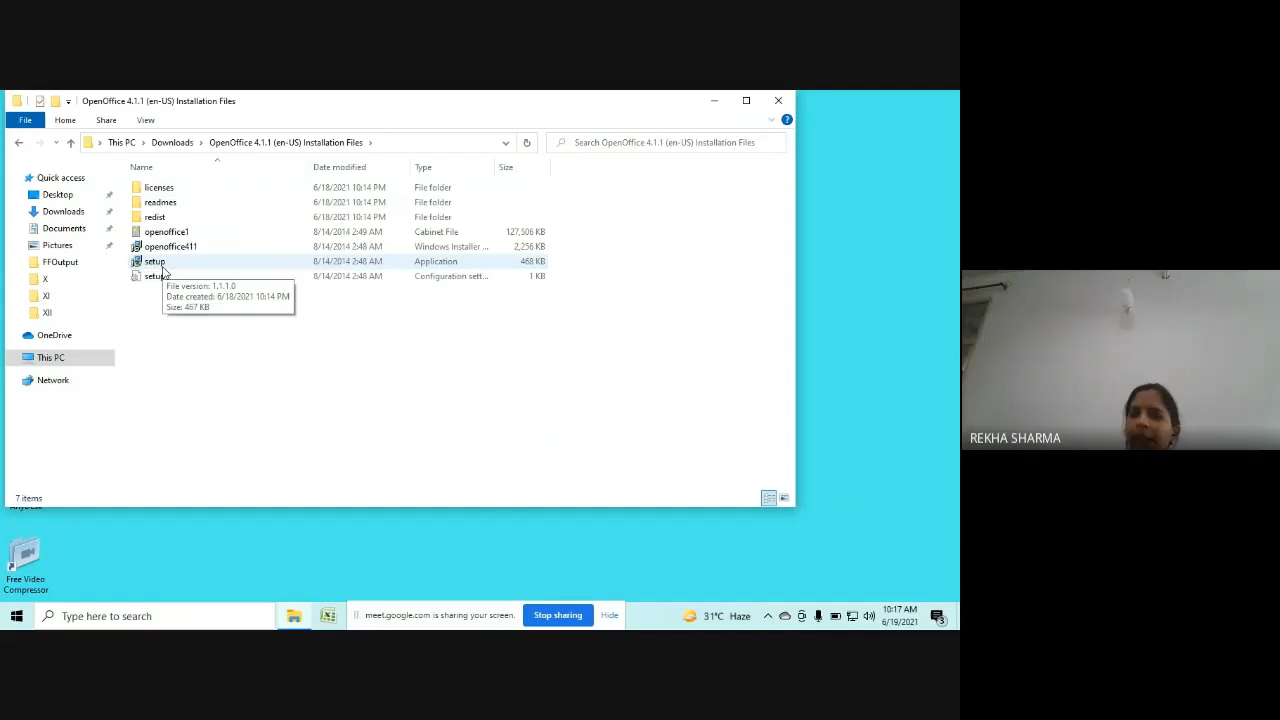 OpenOffice 4.1.1 (en-US) Installation Files
File Home Share View
This PC Downloads OpenOffice 4.1.1 (en-US) Installation Files
Search OpenOffice 4.1.1 (en-US) Installation Files
Name Date modified Type Size
Quick access
Desktop
Downloads
Documents
Pictures
FFOutput
X
XI
XII
OneDrive
This PC
Network
licenses 6/18/2021 10:14 PM File folder
readmes 6/18/2021 10:14 PM File folder
redist 6/18/2021 10:14 PM File folder
openoffice1 8/14/2014 2:49 AM Cabinet File 127,506 KB
openoffice411 8/14/2014 2:48 AM Windows Installer ... 2,256 KB
setup 8/14/2014 2:48 AM Application 468 KB
setup 8/14/2014 2:48 AM Configuration sett... 1 KB
File version: 1.1.1.0
Date created: 6/18/2021 10:14 PM
Size: 467 KB
7 items
Free Video
Compressor
REKHA SHARMA
Type here to search
meet.google.com is sharing your screen.
Stop sharing
Hide
31°C Haze
10:17 AM
6/19/2021
3